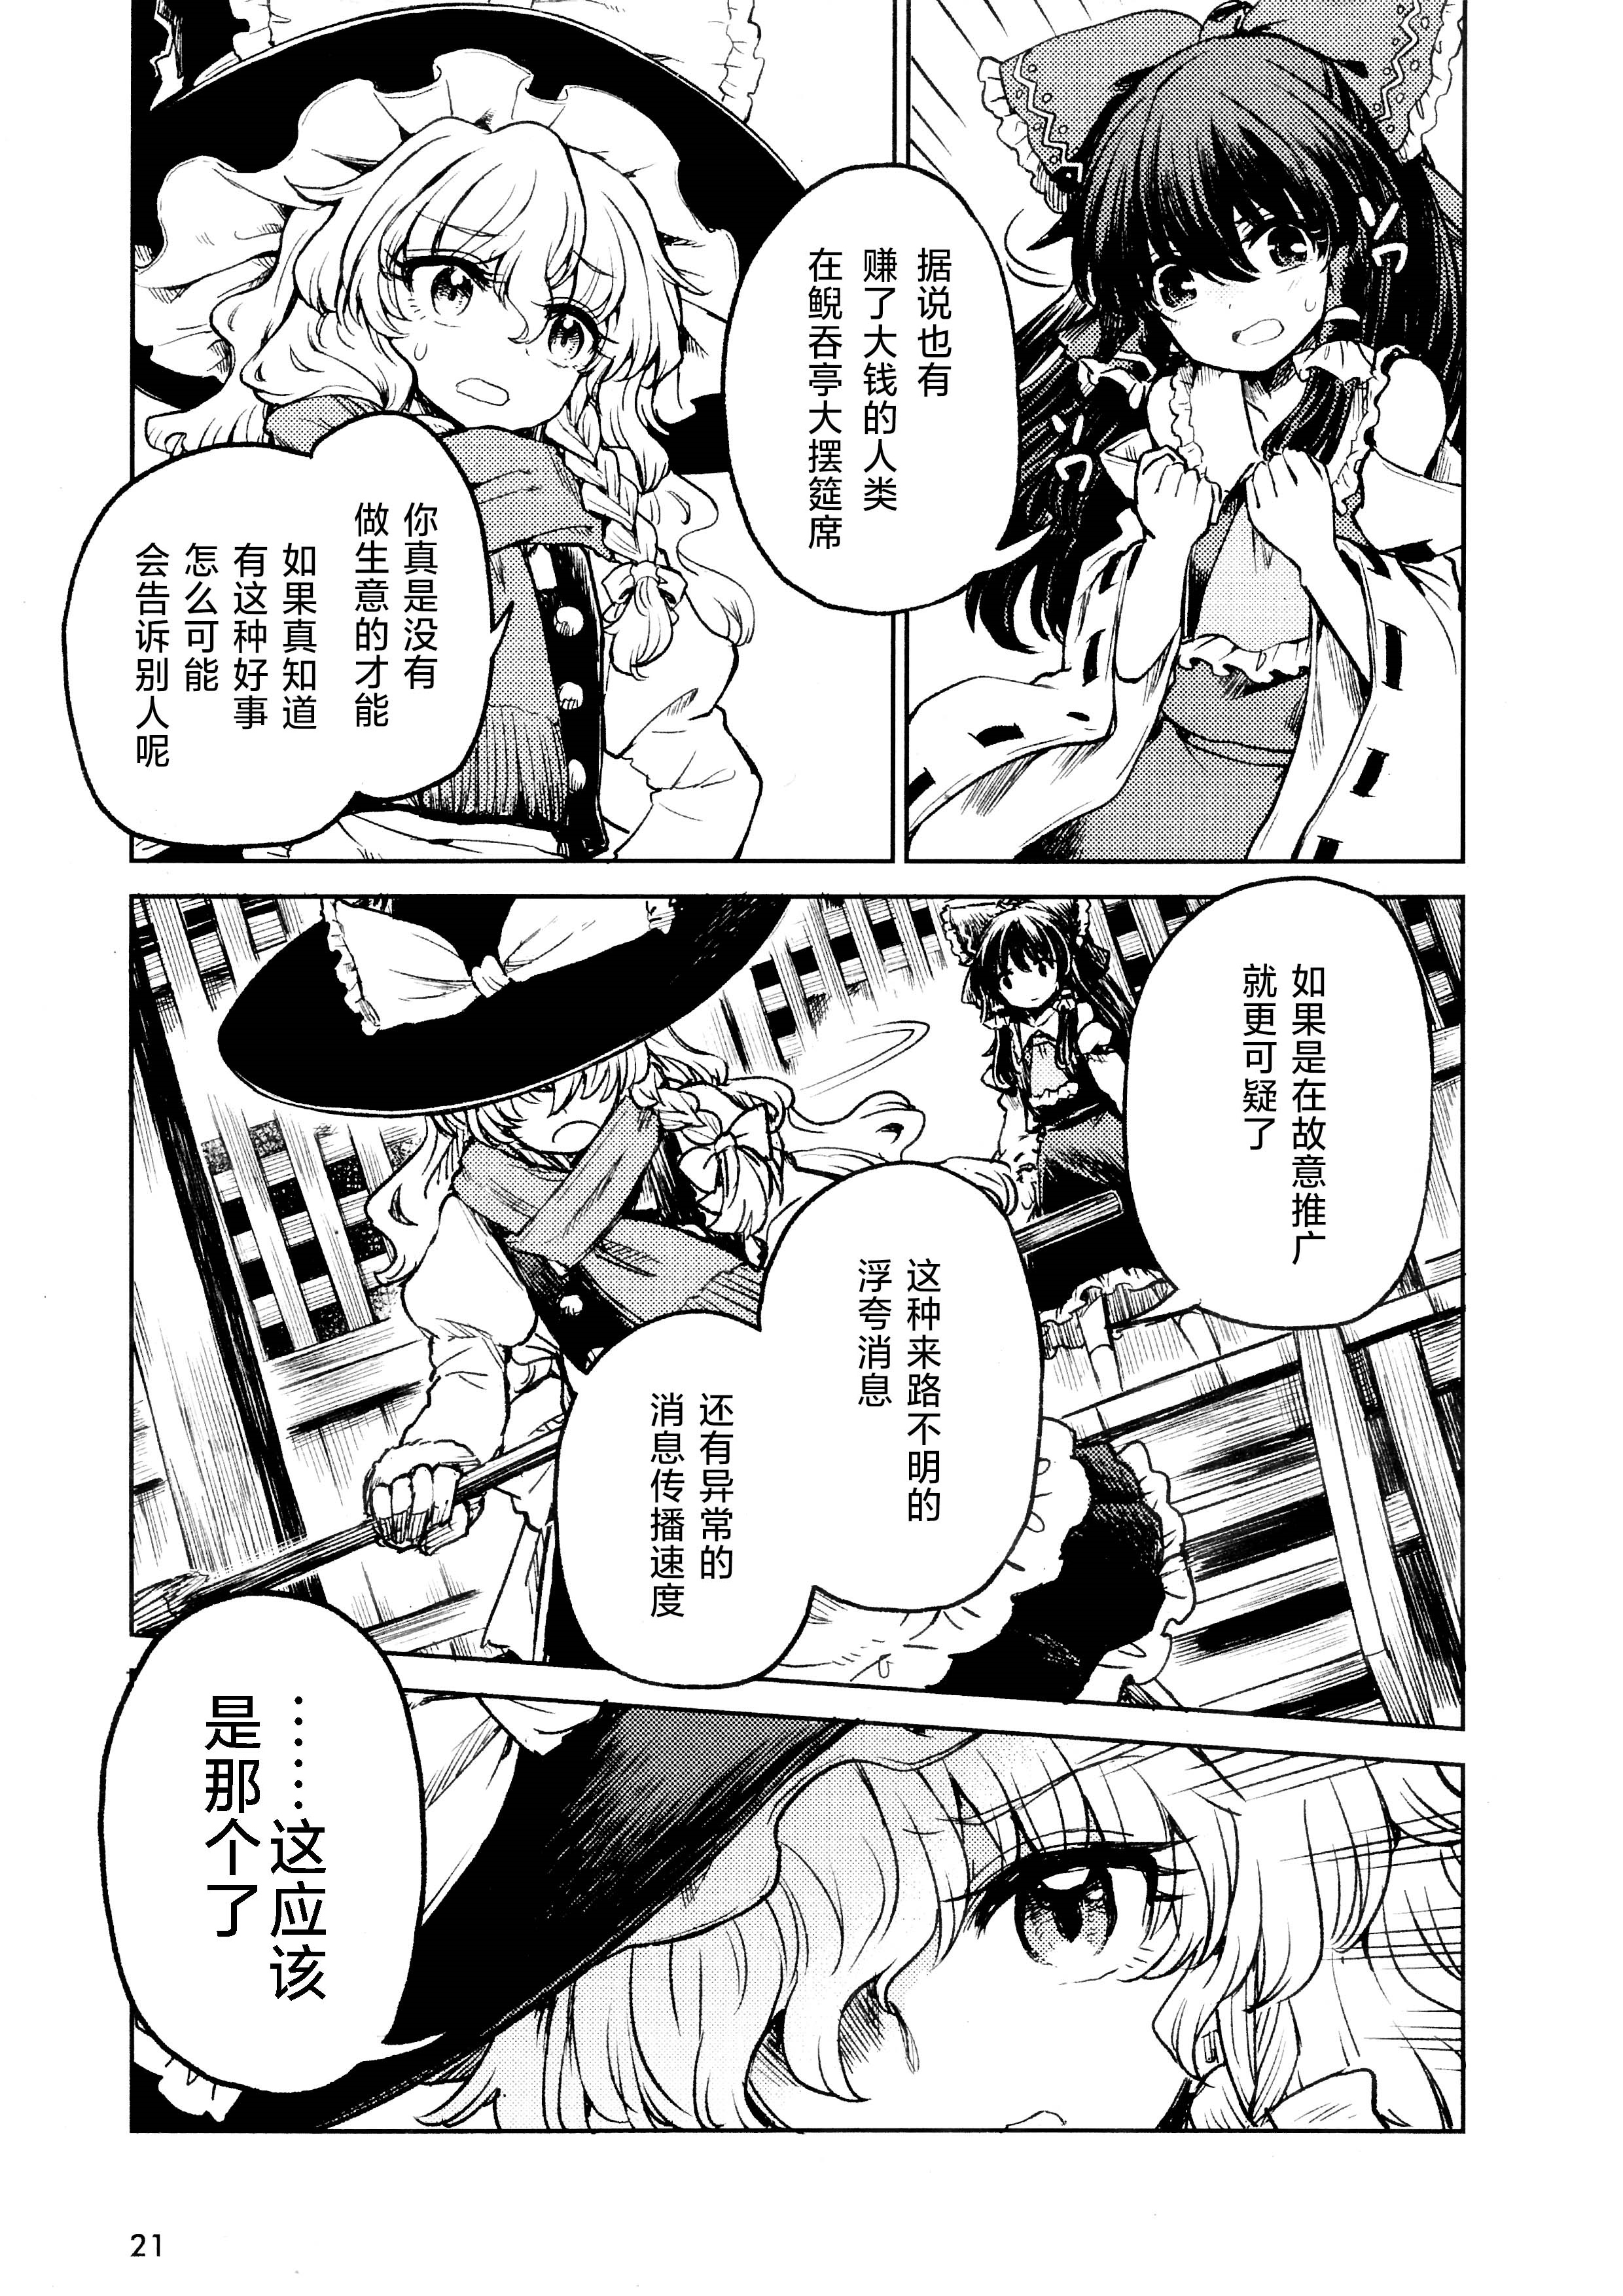 据说也有
赚了大钱的人类
在鲵吞亭大摆筵席
ワ
ワ
你真是没有
做生意的才能
如果真知道
有这种好事
怎么可能
会告诉别人呢
如果是在故意推广
就更可疑了
这种来路不明的
浮夸消息
还有异常的
消息传播速度
……这应该
是那个了
21